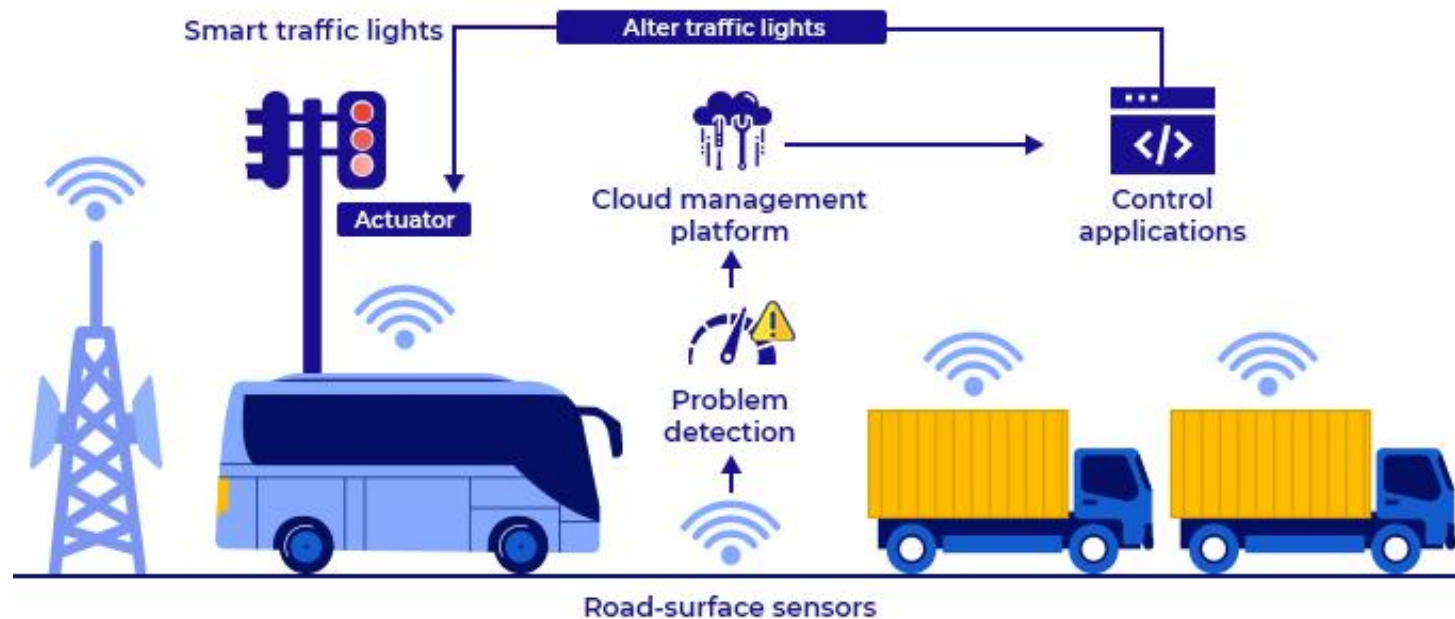 Smart traffic lights
Alter traffic lights
Actuator
Cloud management
platform
</>
Control
applications
Problem
detection
Road-surface sensors